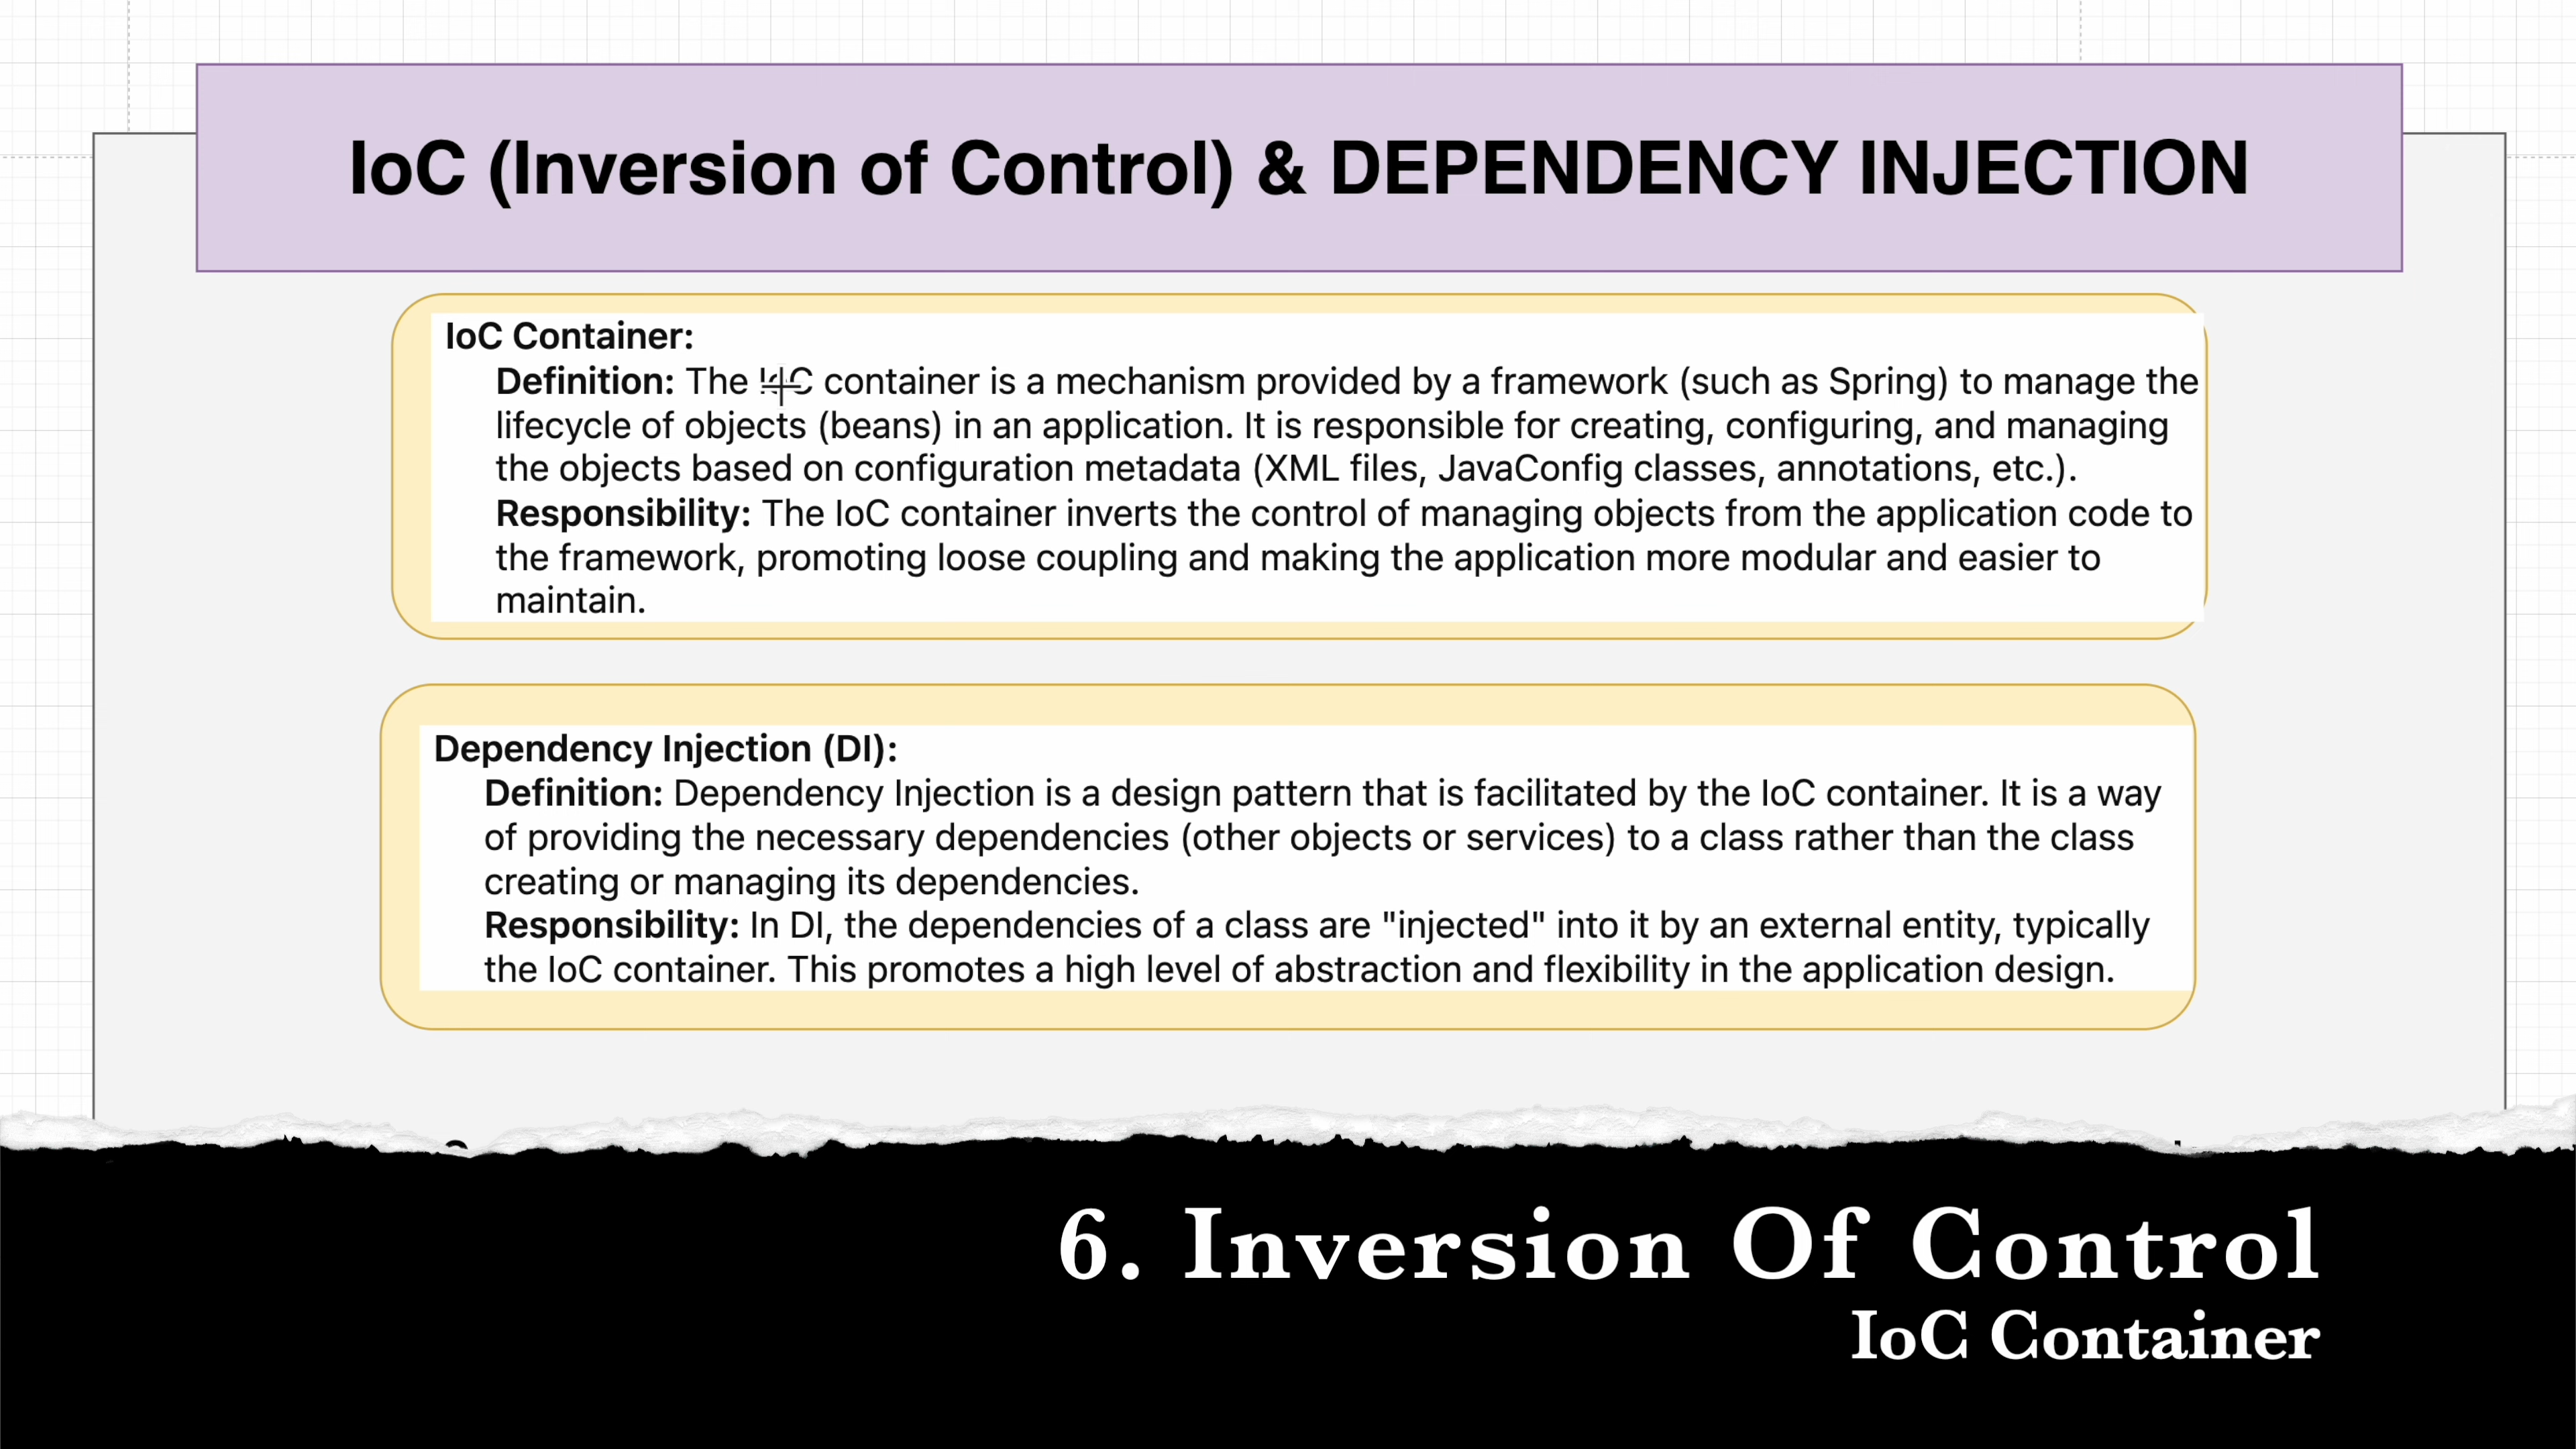 IoC (Inversion of Control) & DEPENDENCY INJECTION
IoC Container:
Definition: The IoC container is a mechanism provided by a framework (such as Spring) to manage the
lifecycle of objects (beans) in an application. It is responsible for creating, configuring, and managing
the objects based on configuration metadata (XML files, JavaConfig classes, annotations, etc.).
Responsibility: The IoC container inverts the control of managing objects from the application code to
the framework, promoting loose coupling and making the application more modular and easier to
maintain.
Dependency Injection (DI):
Definition: Dependency Injection is a design pattern that is facilitated by the IoC container. It is a way
of providing the necessary dependencies (other objects or services) to a class rather than the class
creating or managing its dependencies.
Responsibility: In DI, the dependencies of a class are "injected" into it by an external entity, typically
the IoC container. This promotes a high level of abstraction and flexibility in the application design.
6. Inversion Of Control
IoC Container